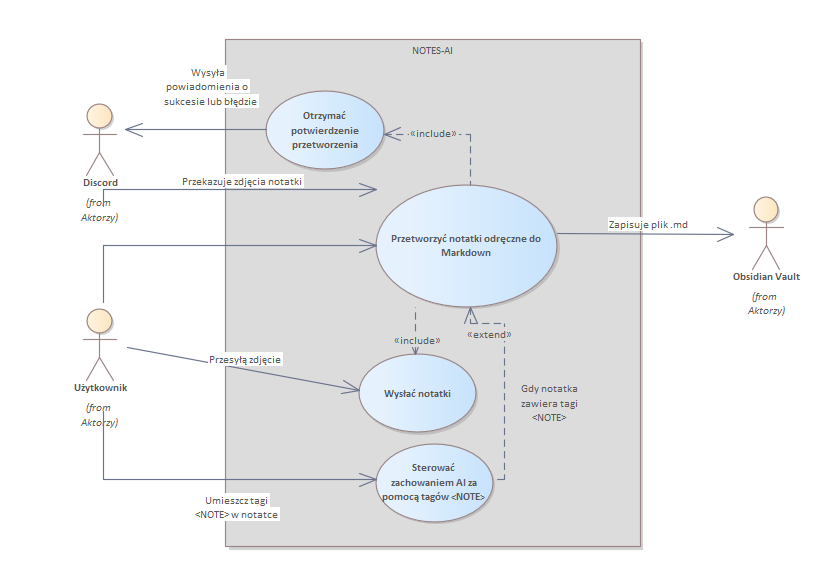 NOTES-AI
Wysyła
powiadomienia o
sukcesie lub błędzie
Otrzymać
potwierdzenie
przetworzenia
«include»
Discord
(from
Aktorzy)
Przekazuje zdjęcia notatki
Przetworzyć notatki odręczne do
Markdown
Zapisuje plik .md
Obsidian Vault
(from
Aktorzy)
«include»
«extend»
Przesyłą zdjęcie
Użytkownik
(from
Aktorzy)
Wysłać notatki
Gdy notatka
zawiera tagi
<NOTE>
Sterować
zachowaniem AI za
pomocą tagów <NOTE>
Umieszcz tagi
<NOTE> w notatce